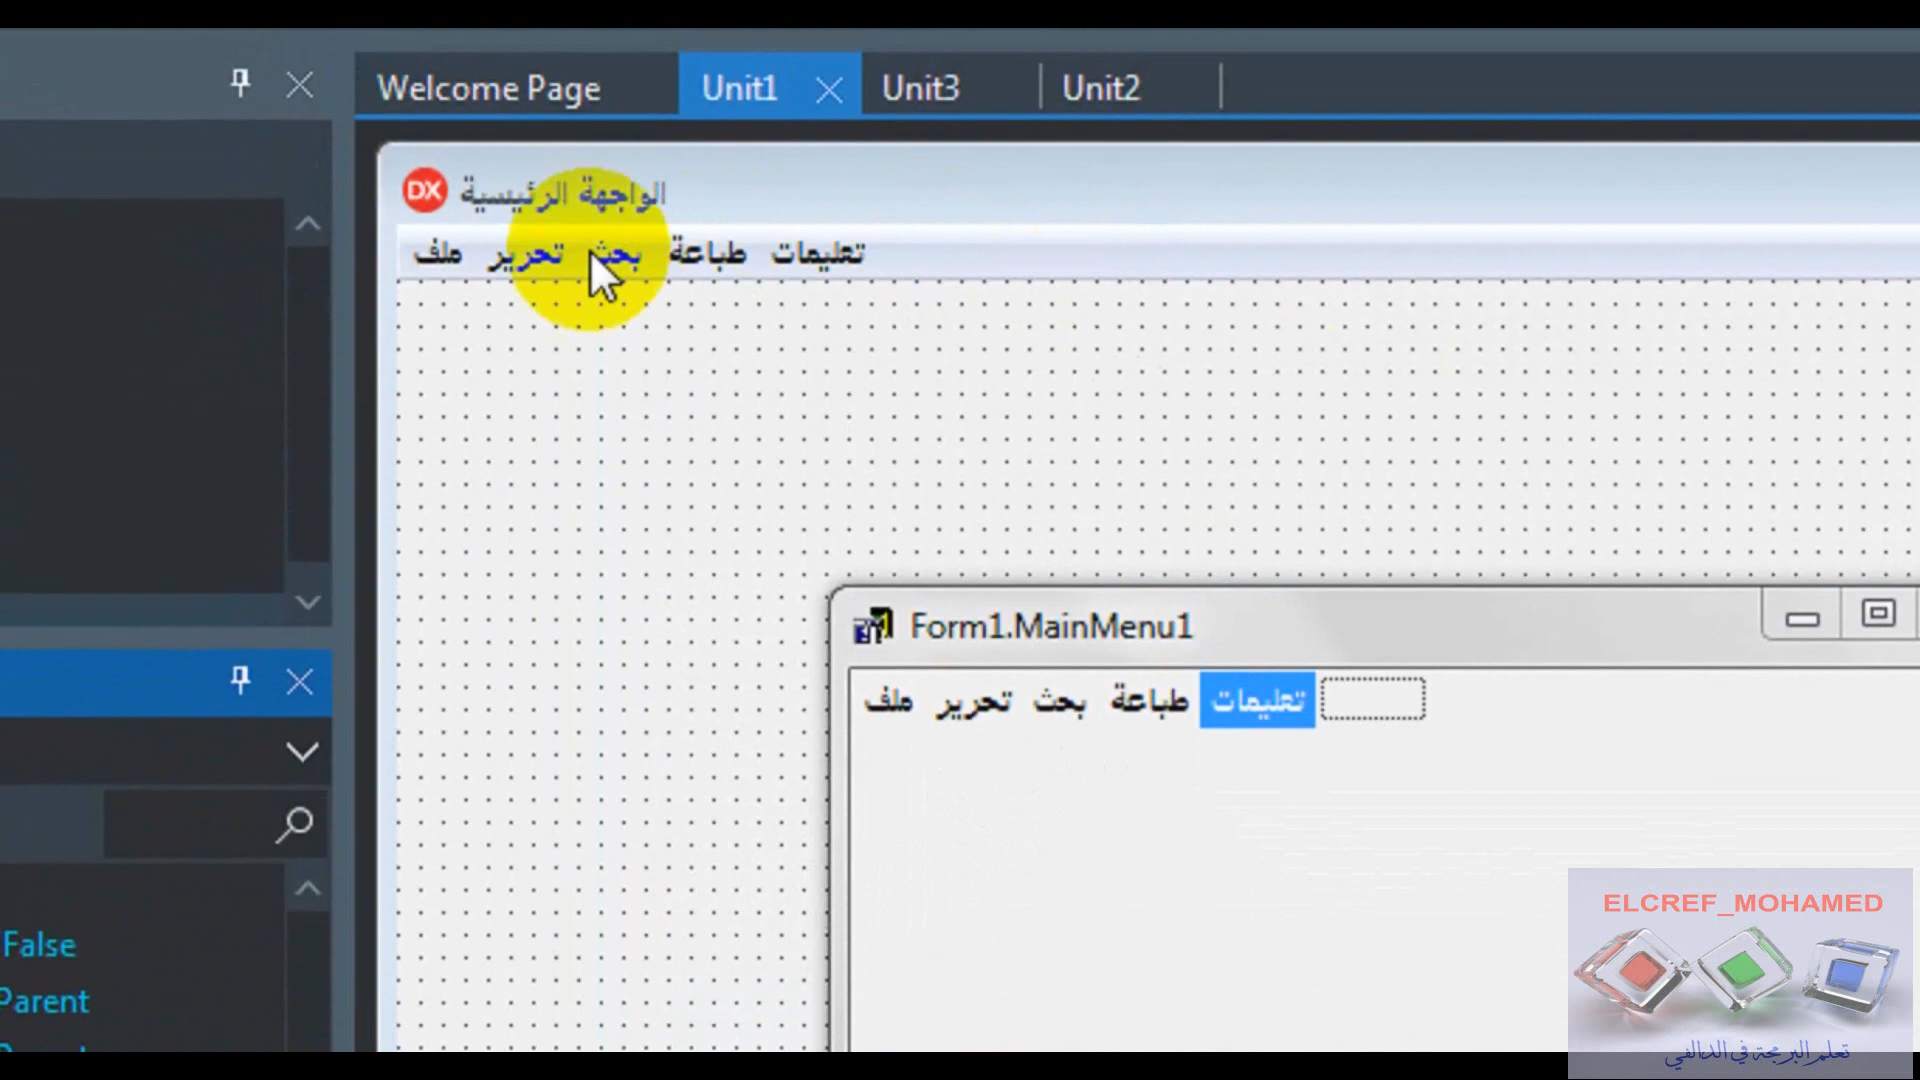 Welcome Page Unit1 Unit3 Unit2
DX الواجهة الرئيسية
ملف تحرير بحث طباعة تعليمات
Form1.MainMenu1
ملف تحرير بحث طباعة تعليمات
False
Parent
ELCREF_MOHAMED
تعلم البرمجة في الدالفي